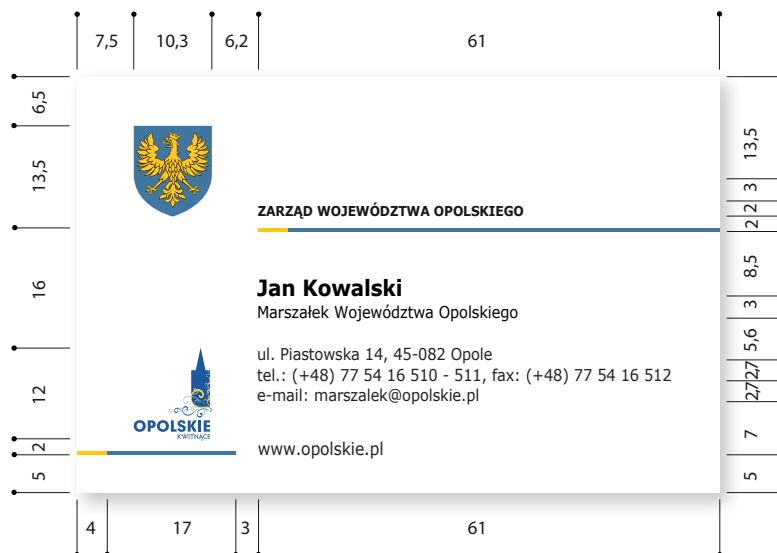 7,5 10,3 6,2 61
6,5
13,5
16
12
2
5
ZARZĄD WOJEWÓDZTWA OPOLSKIEGO
Jan Kowalski
Marszałek Województwa Opolskiego
ul. Piastowska 14, 45-082 Opole
tel.: (+48) 77 54 16 510 - 511, fax: (+48) 77 54 16 512
e-mail: marszalek@opolskie.pl
www.opolskie.pl
OPOLSKIE
KWITNĄCE
13,5
3
2
2
8,5
3
5,6
2,7
2,7
7
5
4 17 3 61